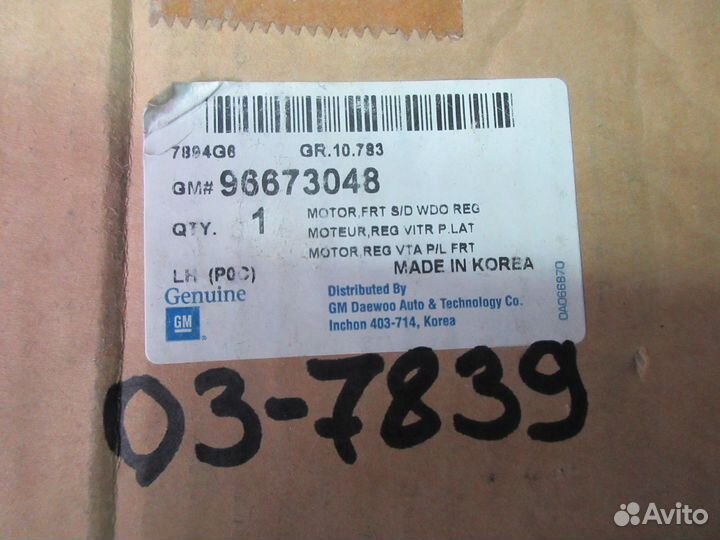 7894G6 GR.10.783
GM# 96673048
QTY. 1 MOTOR,FRT S/D WDO REG
MOTEUR,REG VITR P.LAT
MOTOR,REG VTA P/L FRT
LH (P0C) MADE IN KOREA
Genuine
GM
Distributed By
GM Daewoo Auto & Technology Co.
Inchon 403-714, Korea
DA066870
03-7839
Avito